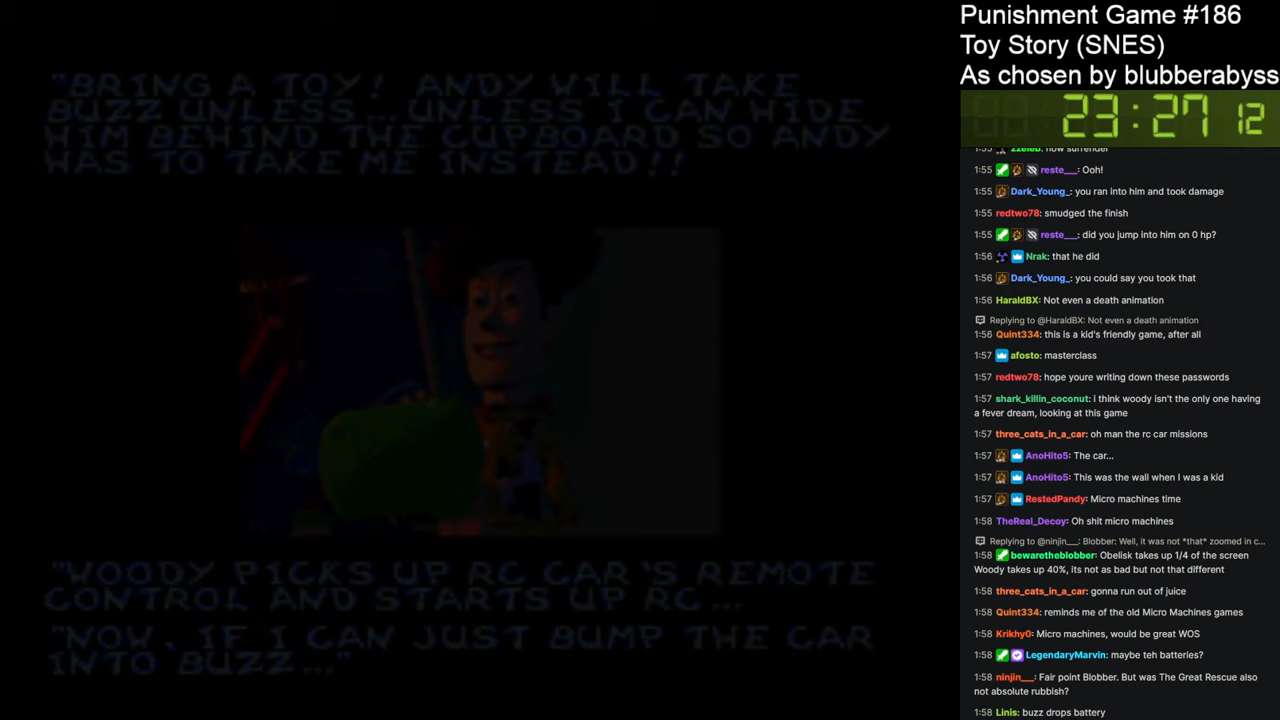 "BRING A TOY! ANDY WILL TAKE
BUZZ UNLESS...UNLESS I CAN HIDE
HIM BEHIND THE CUPBOARD SO ANDY
HAS TO TAKE ME INSTEAD!!
"WOODY PICKS UP RC CAR'S REMOTE
CONTROL AND STARTS UP RC...
"NOW, IF I CAN JUST BUMP THE CAR
INTO BUZZ..."
Punishment Game #186
Toy Story (SNES)
As chosen by blubberabyss
23:27 12
1:55 zzeleb: now surrender
1:55 reste___: Ooh!
1:55 Dark_Young_: you ran into him and took damage
1:55 redtwo78: smudged the finish
1:55 reste___: did you jump into him on 0 hp?
1:56 Nrak: that he did
1:56 Dark_Young_: you could say you took that
1:56 HaraldBX: Not even a death animation
Replying to @HaraldBX: Not even a death animation
1:56 Quint334: this is a kid's friendly game, after all
1:57 afosto: masterclass
1:57 redtwo78: hope youre writing down these passwords
1:57 shark_killin_coconut: i think woody isn't the only one having
a fever dream, looking at this game
1:57 three_cats_in_a_car: oh man the rc car missions
1:57 AnoHito5: The car...
1:57 AnoHito5: This was the wall when I was a kid
1:57 RestedPandy: Micro machines time
1:58 TheReal_Decoy: Oh shit micro machines
Replying to @ninjin___: Blobber: Well, it was not *that* zoomed in c...
1:58 bewaretheblobber: Obelisk takes up 1/4 of the screen
Woody takes up 40%, its not as bad but not that different
1:58 three_cats_in_a_car: gonna run out of juice
1:58 Quint334: reminds me of the old Micro Machines games
1:58 Krikhy0: Micro machines, would be great WOS
1:58 LegendaryMarvin: maybe teh batteries?
1:58 ninjin___: Fair point Blobber. But was The Great Rescue also
not absolute rubbish?
1:58 Linis: buzz drops battery